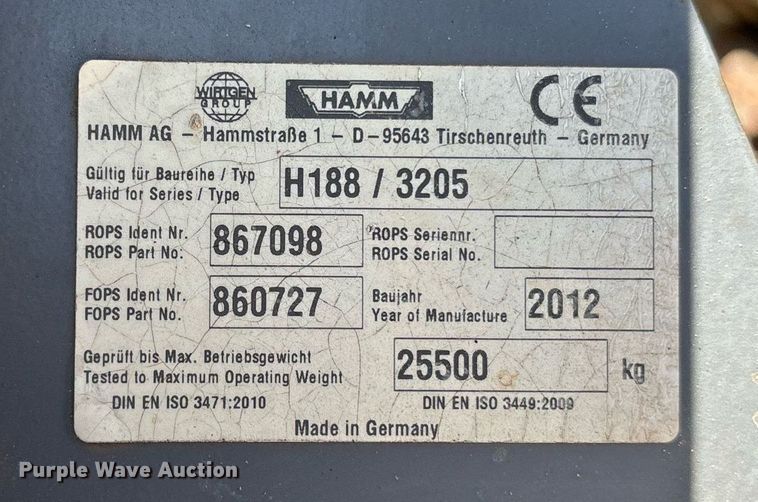 WIRTGEN
GROUP
HAMM
CE
HAMM AG – Hammstraße 1 – D–95643 Tirschenreuth – Germany
Gültig für Baureihe / Typ
Valid for Series / Type
H188 / 3205
ROPS Ident Nr.
ROPS Part No:
867098
ROPS Seriennr.
ROPS Serial No.
FOPS Ident Nr.
FOPS Part No.
860727
Baujahr
Year of Manufacture
2012
Geprüft bis Max. Betriebsgewicht
Tested to Maximum Operating Weight
25500 kg
DIN EN ISO 3471:2010
DIN EN ISO 3449:2009
Made in Germany
Purple Wave Auction